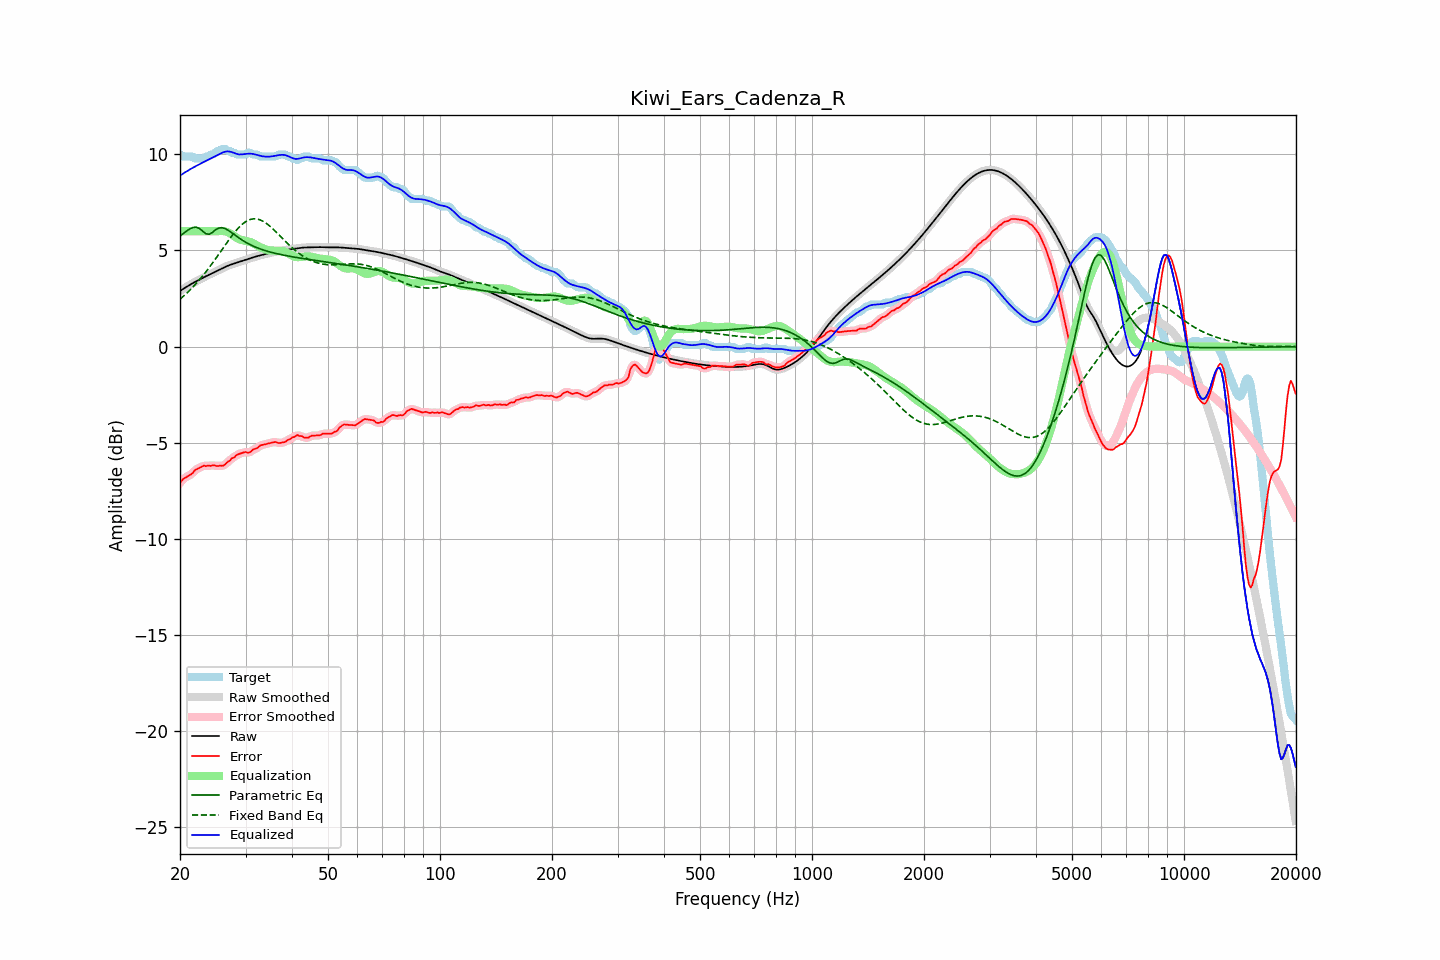 Kiwi_Ears_Cadenza_R
10
5
0
−5
−10
−15
−20
−25
Amplitude (dBr)
Target
Raw Smoothed
Error Smoothed
Raw
Error
Equalization
Parametric Eq
Fixed Band Eq
Equalized
20 50 100 200 500 1000 2000 5000 10000 20000
Frequency (Hz)